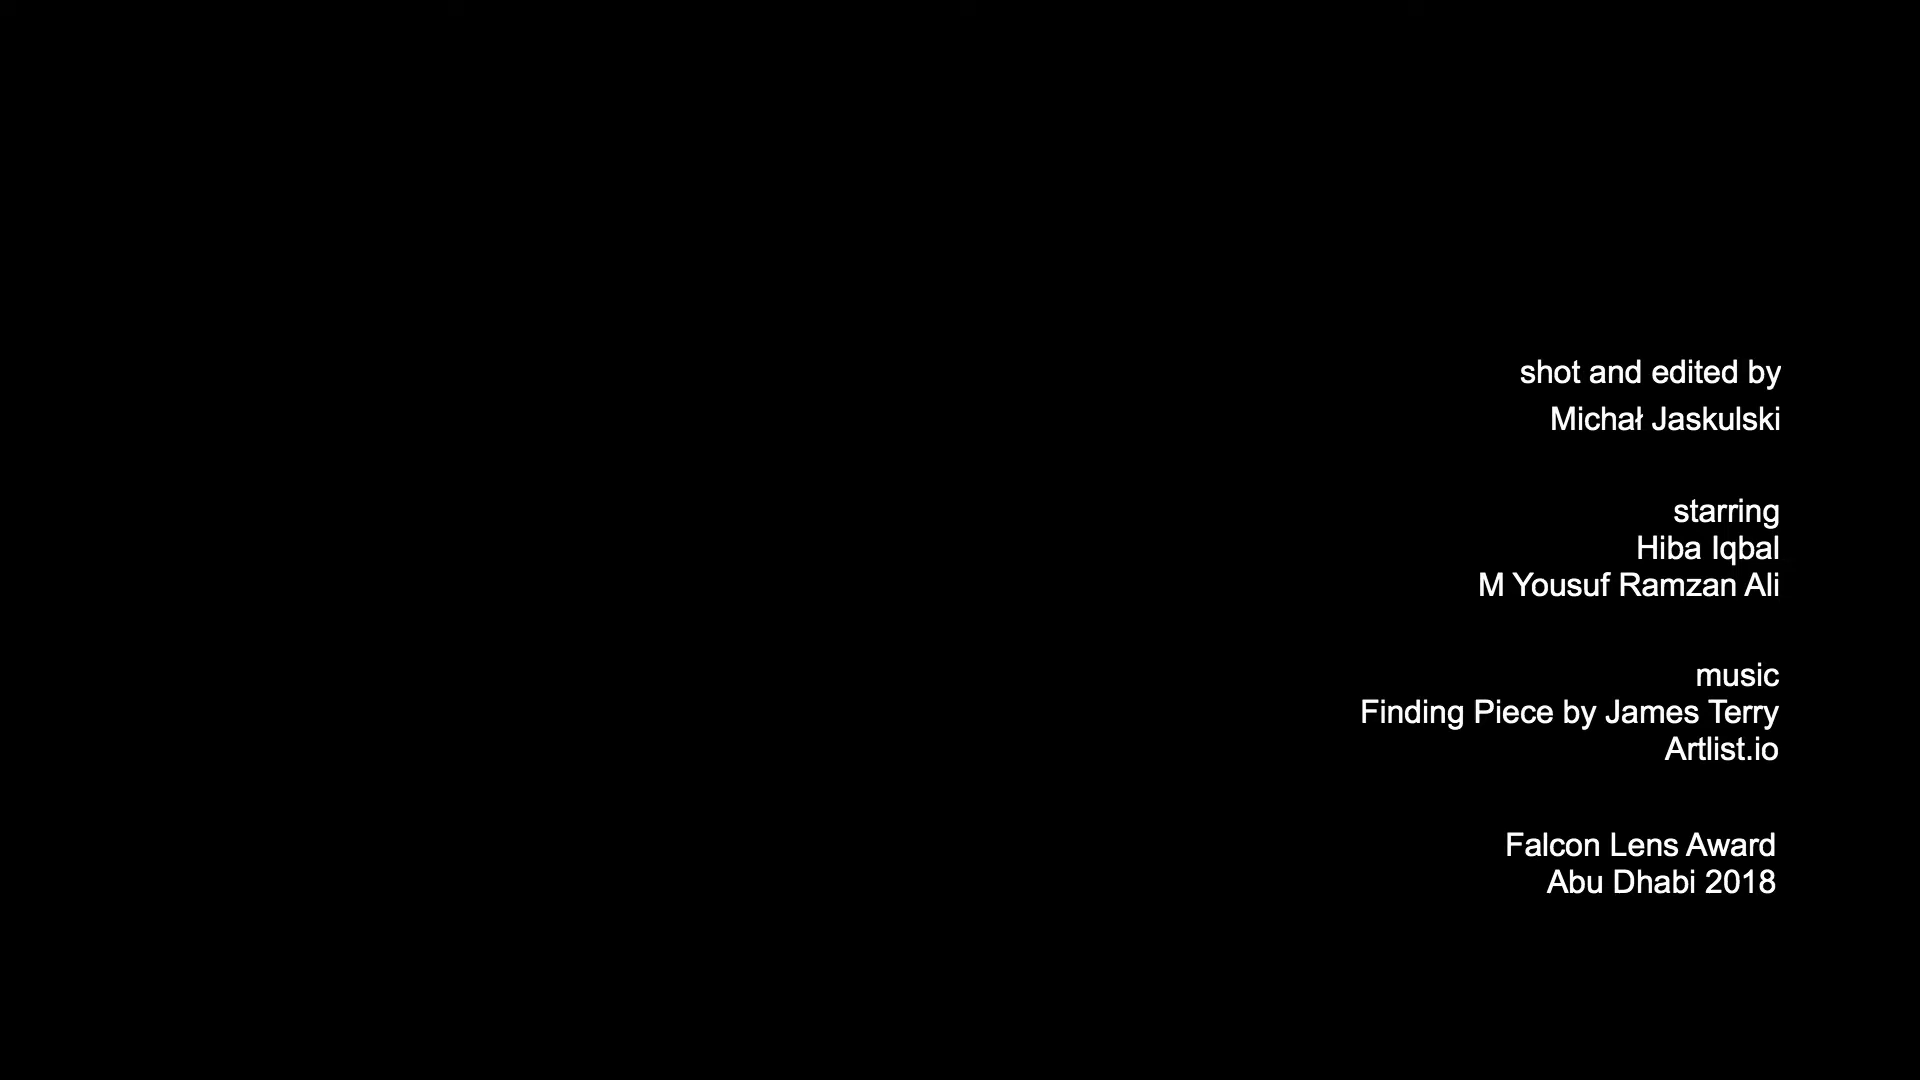 shot and edited by
Michał Jaskulski
starring
Hiba Iqbal
M Yousuf Ramzan Ali
music
Finding Piece by James Terry
Artlist.io
Falcon Lens Award
Abu Dhabi 2018